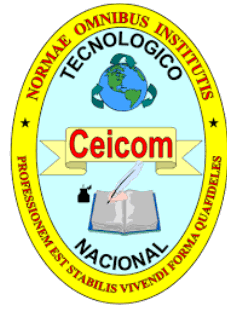 NORMAE OMNIBUS INSTITUTIS
TECNOLOGICO
Ceicom
NACIONAL
PROFESSIONEM EST STABILIS VIVENDI FORMA QUAFIDELES